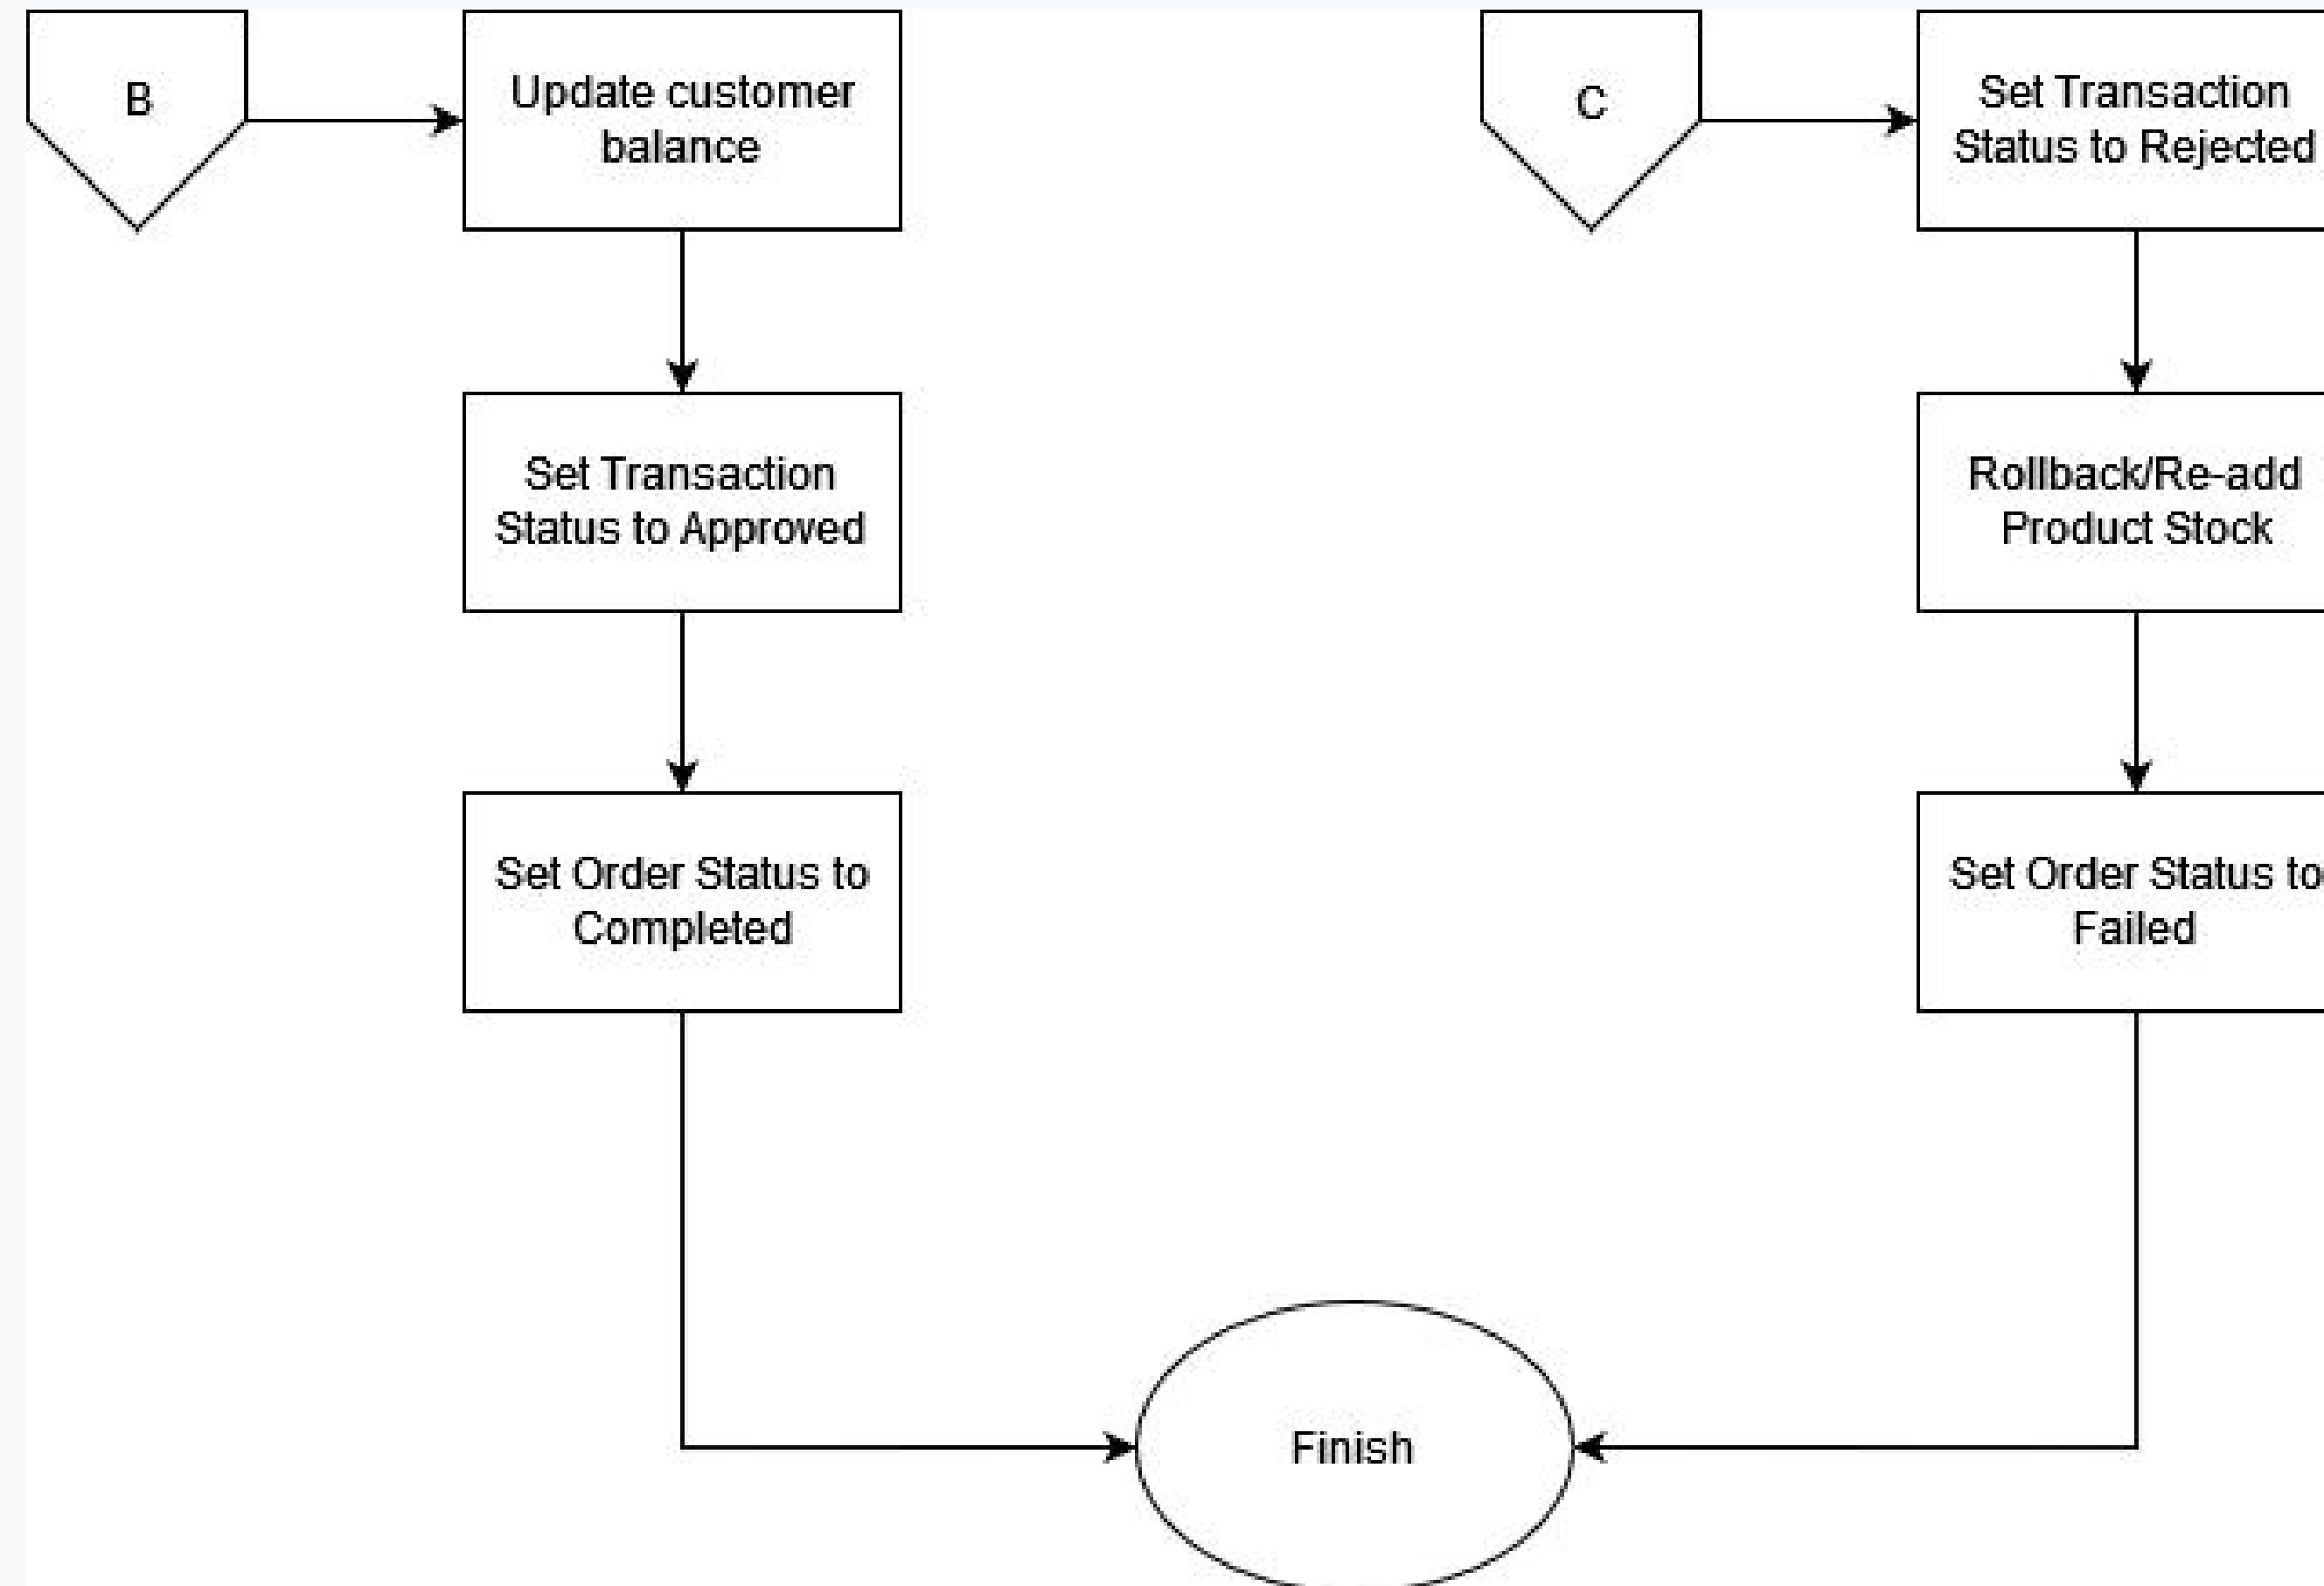 B
Update customer
balance
Set Transaction
Status to Approved
Set Order Status to
Completed
C
Set Transaction
Status to Rejected
Rollback/Re-add
Product Stock
Set Order Status to
Failed
Finish